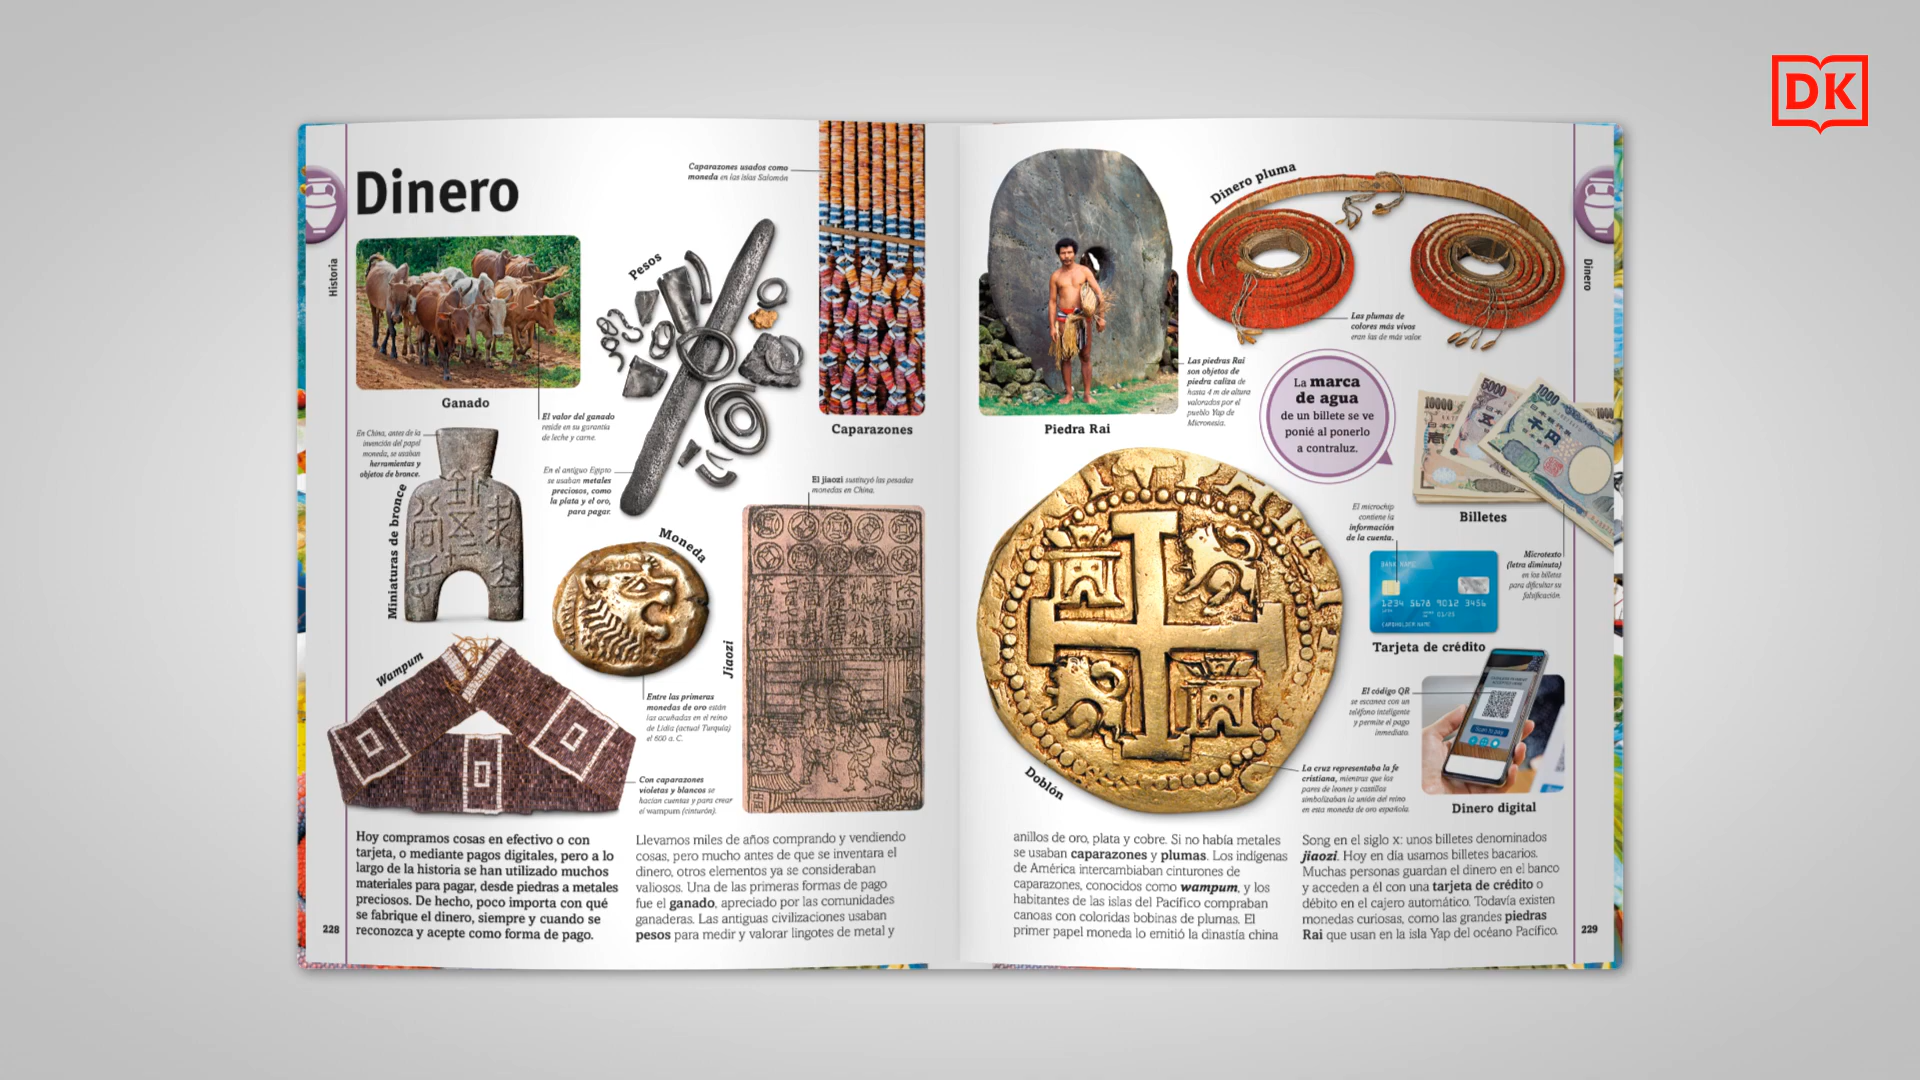 DK
Dinero
Historia
Caparazones usados como
moneda en las islas Salomón
Pesos
Ganado
El valor del ganado
reside en su garantía
de leche y carne.
Caparazones
En China, antes de la
invención del papel
moneda, se usaban
herramientas y
objetos de bronce.
Miniaturas de bronce
En el antiguo Egipto
se usaban metales
preciosos, como
la plata y el oro,
para pagar.
El jiaozi sustituyó las pesadas
monedas en China.
Moneda
Jiaozi
Wampum
Entre las primeras
monedas de oro están
las acuñadas en el reino
de Lidia (actual Turquía)
el 600 a. C.
Con caparazones
violetas y blancos se
hacían cuentas y para crear
el wampum (cinturón).
Hoy compramos cosas en efectivo o con
tarjeta, o mediante pagos digitales, pero a lo
largo de la historia se han utilizado muchos
materiales para pagar, desde piedras a metales
preciosos. De hecho, poco importa con qué
se fabrique el dinero, siempre y cuando se
reconozca y acepte como forma de pago.
228
Llevamos miles de años comprando y vendiendo
cosas, pero mucho antes de que se inventara el
dinero, otros elementos ya se consideraban
valiosos. Una de las primeras formas de pago
fue el ganado, apreciado por las comunidades
ganaderas. Las antiguas civilizaciones usaban
pesos para medir y valorar lingotes de metal y
Dinero pluma
Dinero
Las plumas de
colores más vivos
eran las de más valor.
Piedra Rai
Las piedras Rai
son objetos de
piedra caliza de
hasta 4 m de altura
valorados por el
pueblo Yap de
Micronesia.
La marca
de agua
de un billete se ve
ponié al ponerlo
a contraluz.
10000
5000
1000
Billetes
El microchip
contiene la
información
de la cuenta.
Microtexto
(letra diminuta)
en los billetes
para dificultar su
falsificación.
BANK NAME
1234 5678 9012 3456
01/23
CARDHOLDER NAME
Tarjeta de crédito
El código QR
se escanea con un
teléfono inteligente
y permite el pago
inmediato.
Dinero digital
Doblón
La cruz representaba la fe
cristiana, mientras que los
pares de leones y castillos
simbolizaban la unión del reino
en esta moneda de oro española.
anillos de oro, plata y cobre. Si no había metales
se usaban caparazones y plumas. Los indígenas
de América intercambiaban cinturones de
caparazones, conocidos como wampum, y los
habitantes de las islas del Pacífico compraban
canoas con coloridas bobinas de plumas. El
primer papel moneda lo emitió la dinastía china
Song en el siglo X: unos billetes denominados
jiaozi. Hoy en día usamos billetes bacarios.
Muchas personas guardan el dinero en el banco
y acceden a él con una tarjeta de crédito o
débito en el cajero automático. Todavía existen
monedas curiosas, como las grandes piedras
Rai que usan en la isla Yap del océano Pacífico.
229